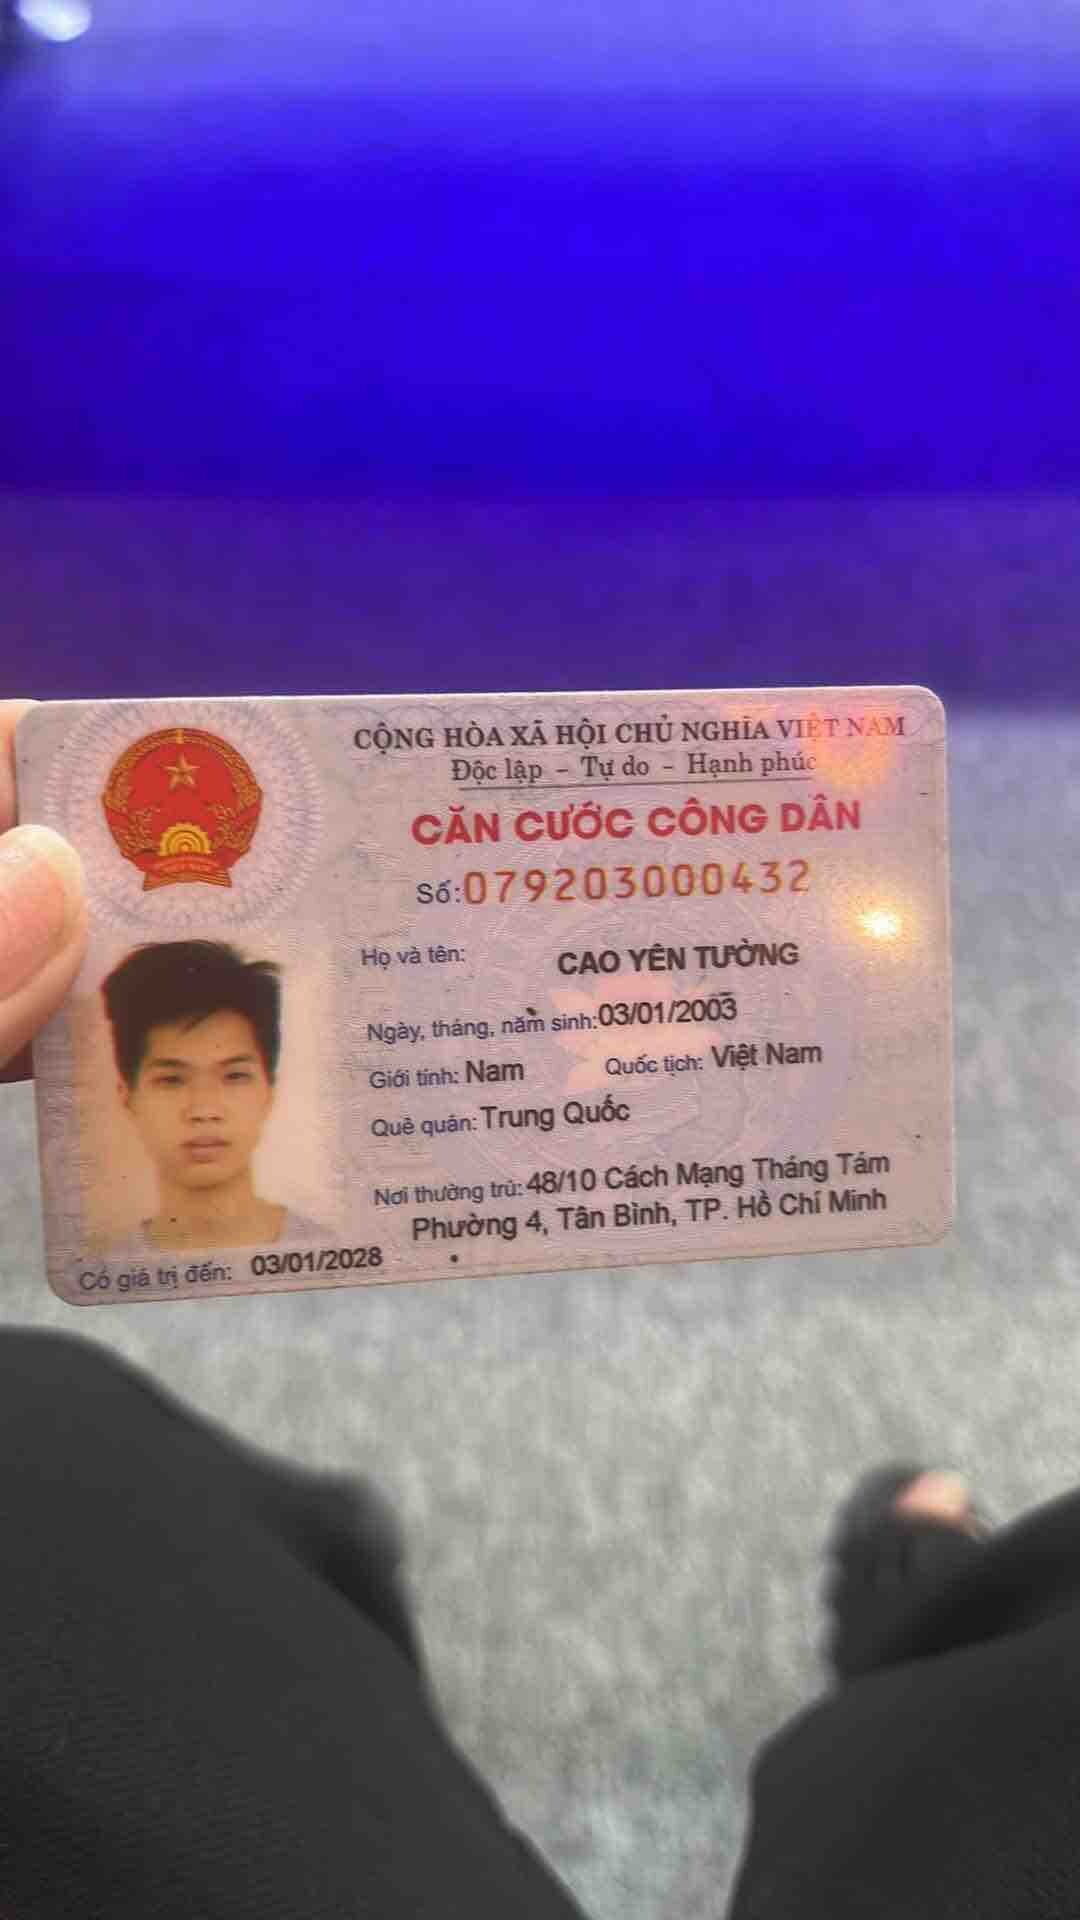 CỘNG HÒA XÃ HỘI CHỦ NGHĨA VIỆT NAM
Độc lập - Tự do - Hạnh phúc
CĂN CƯỚC CÔNG DÂN
Số: 079203000432
Họ và tên: CAO YÊN TƯỜNG
Ngày, tháng, năm sinh: 03/01/2003
Giới tính: Nam Quốc tịch: Việt Nam
Quê quán: Trung Quốc
Nơi thường trú: 48/10 Cách Mạng Tháng Tám
Phường 4, Tân Bình, TP. Hồ Chí Minh
Có giá trị đến: 03/01/2028